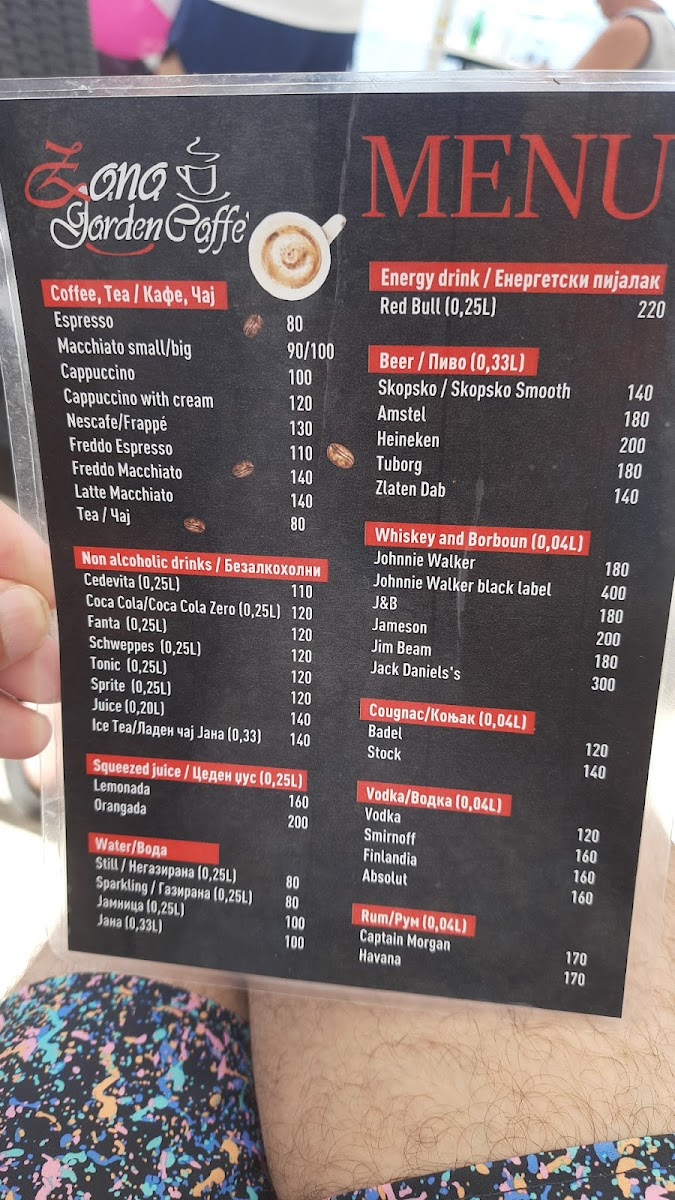 Zana
Garden Caffe'
MENU
Coffee, Tea / Кафе, Чај
Espresso 80
Macchiato small/big 90/100
Cappuccino 100
Cappuccino with cream 120
Nescafe/Frappé 130
Freddo Espresso 110
Freddo Macchiato 140
Latte Macchiato 140
Tea / Чај 80
Non alcoholic drinks / Безалкохолни
Cedevita (0,25L) 110
Coca Cola/Coca Cola Zero (0,25L) 120
Fanta (0,25L) 120
Schweppes (0,25L) 120
Tonic (0,25L) 120
Sprite (0,25L) 120
Juice (0,20L) 140
Ice Tea/Ладен чај Јана (0,33) 140
Squeezed juice / Цеден џус (0,25L)
Lemonada 160
Orangada 200
Water/Вода
Still / Негазирана (0,25L) 80
Sparkling / Газирана (0,25L) 80
Јамница (0,25L) 100
Јана (0,33L) 100
Energy drink / Енергетски пијалак
Red Bull (0,25L) 220
Beer / Пиво (0,33L)
Skopsko / Skopsko Smooth 140
Amstel 180
Heineken 200
Tuborg 180
Zlaten Dab 140
Whiskey and Borboun (0,04L)
Johnnie Walker 180
Johnnie Walker black label 400
J&B 180
Jameson 200
Jim Beam 180
Jack Daniels's 300
Cougnac/Коњак (0,04L)
Badel 120
Stock 140
Vodka/Водка (0,04L)
Vodka 120
Smirnoff 160
Finlandia 160
Absolut 160
Rum/Рум (0,04L)
Captain Morgan 170
Havana 170